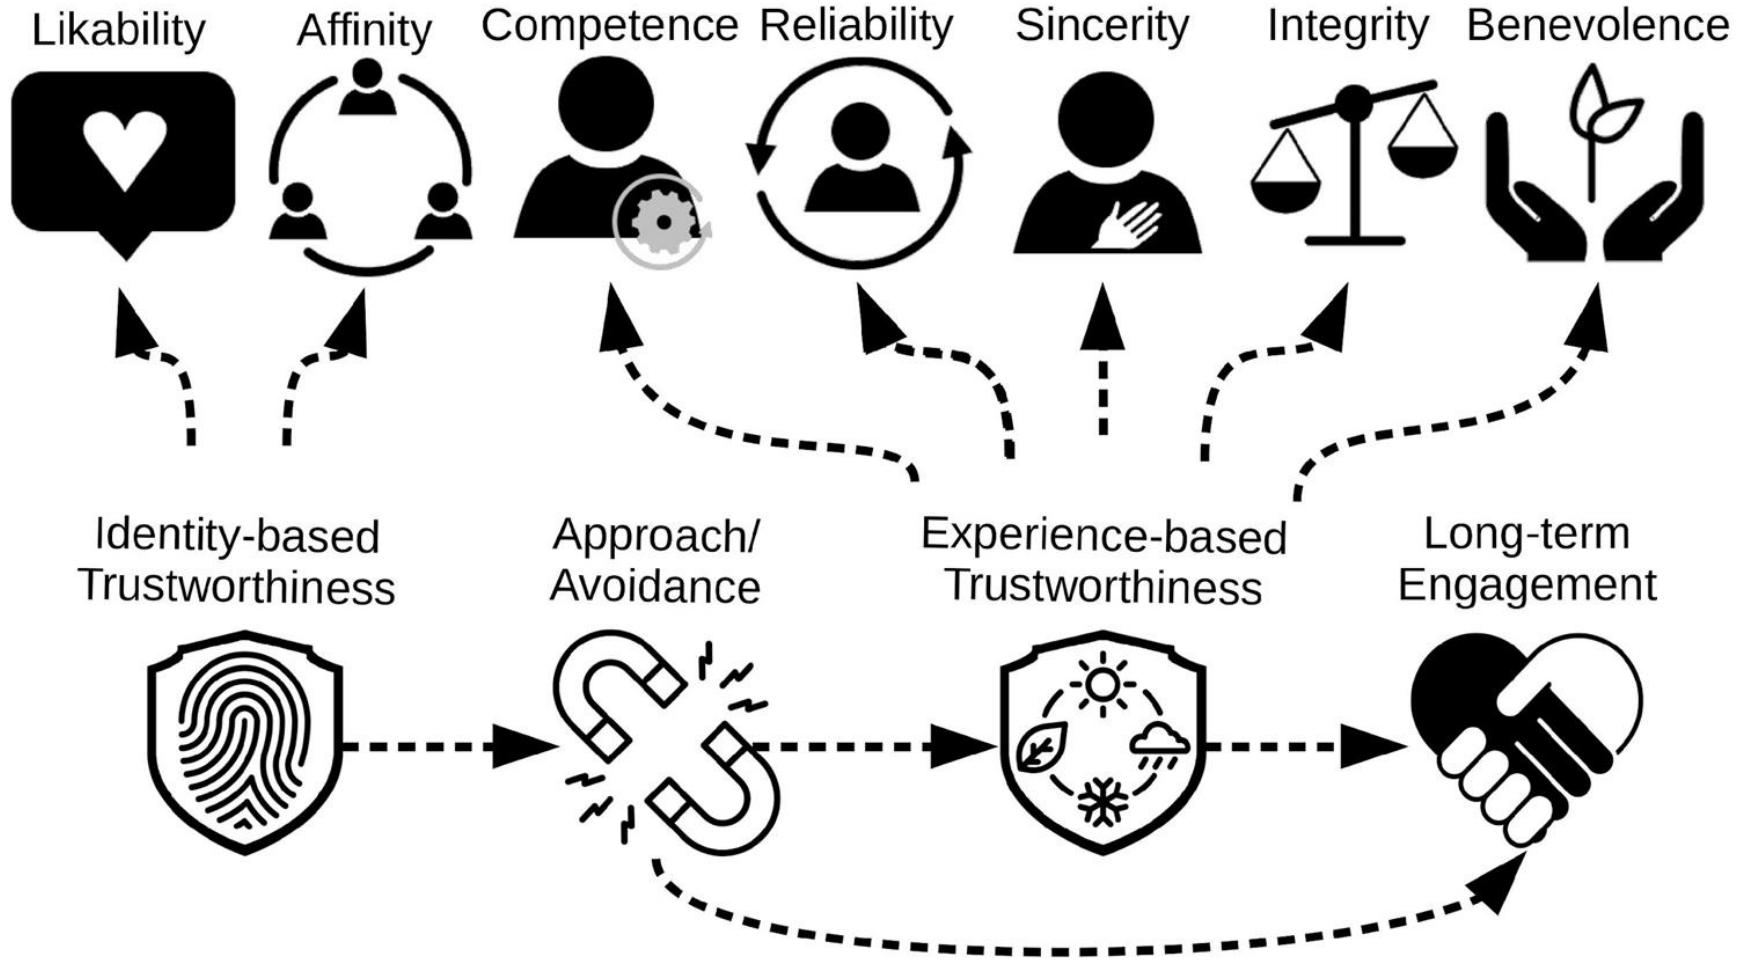 Likability
Affinity
Competence
Reliability
Sincerity
Integrity
Benevolence
Identity-based
Trustworthiness
Approach/
Avoidance
Experience-based
Trustworthiness
Long-term
Engagement